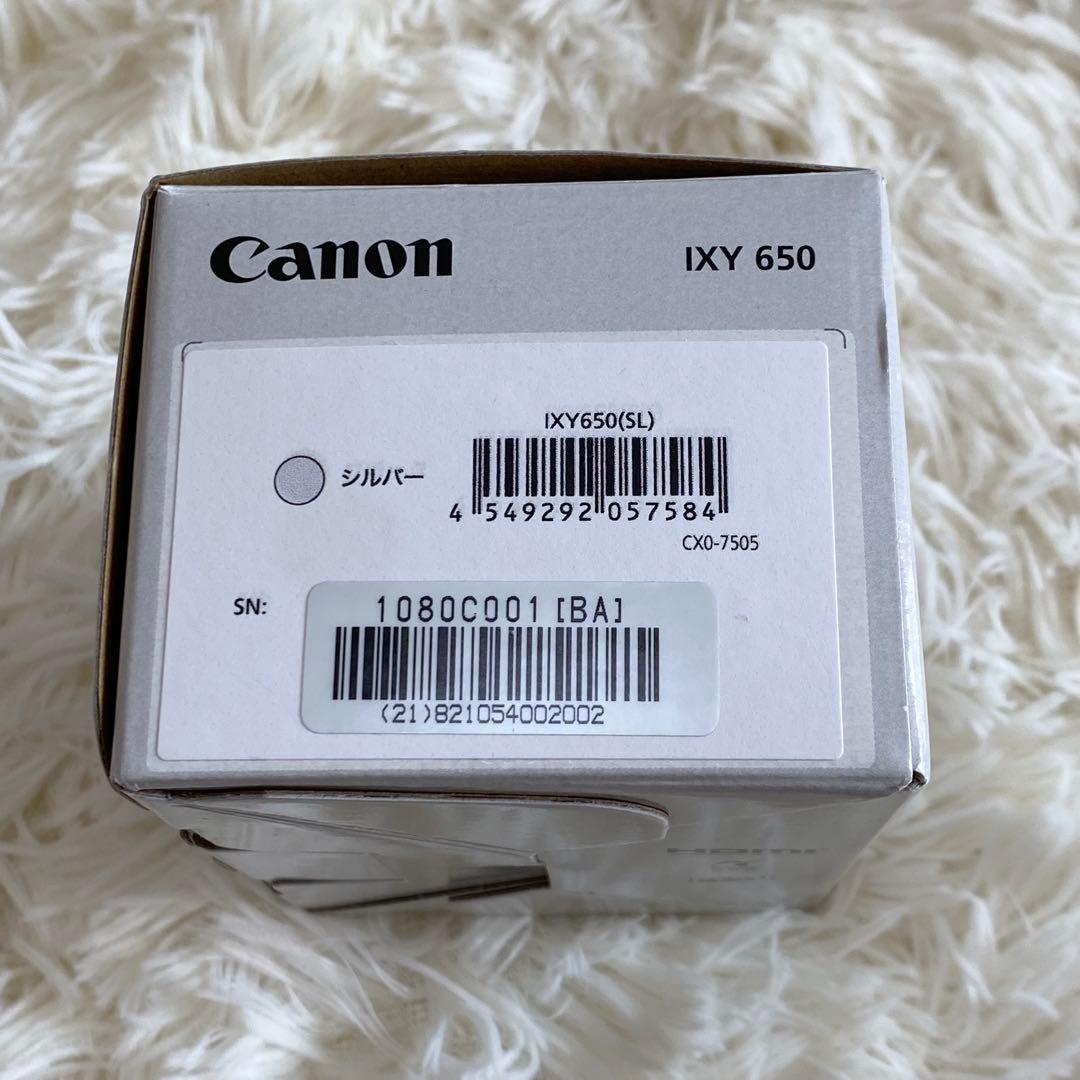 Canon
IXY 650
IXY650(SL)
シルバー
4 549292 057584
CX0-7505
SN:
1080C001 [BA]
(21)821054002002
HDMI